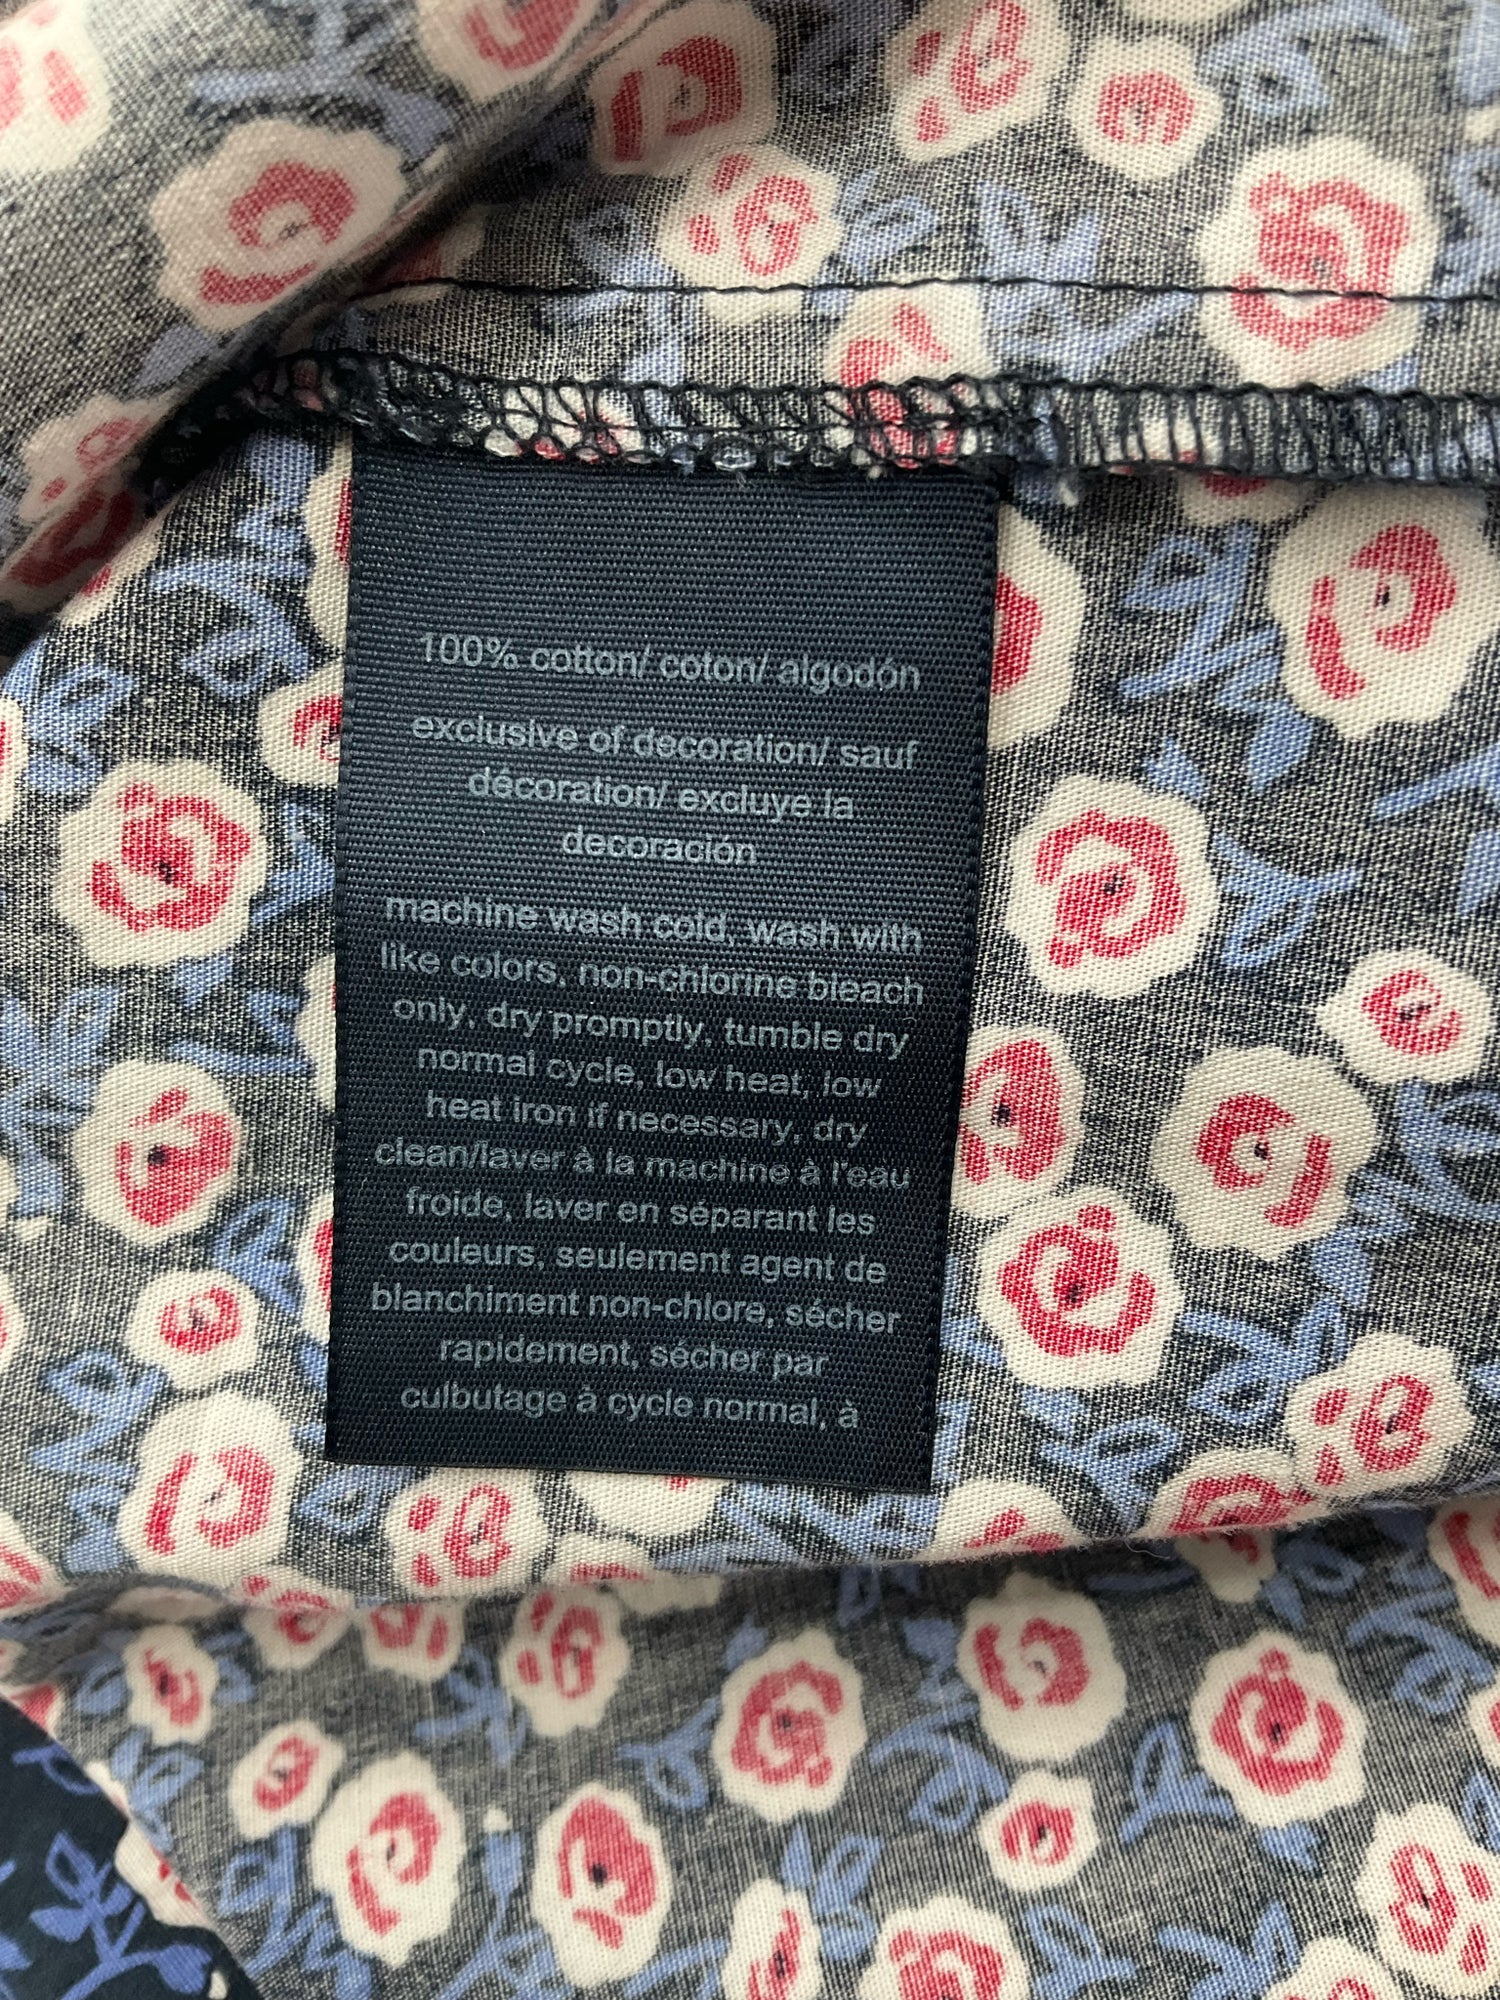 100% cotton/ coton/ algodón
exclusive of decoration/ sauf
décoration/ excluye la
decoración
machine wash cold, wash with
like colors, non-chlorine bleach
only, dry promptly, tumble dry
normal cycle, low heat, low
heat iron if necessary, dry
clean/laver à la machine à l'eau
froide, laver en séparant les
couleurs, seulement agent de
blanchiment non-chlore, sécher
rapidement, sécher par
culbutage à cycle normal, à